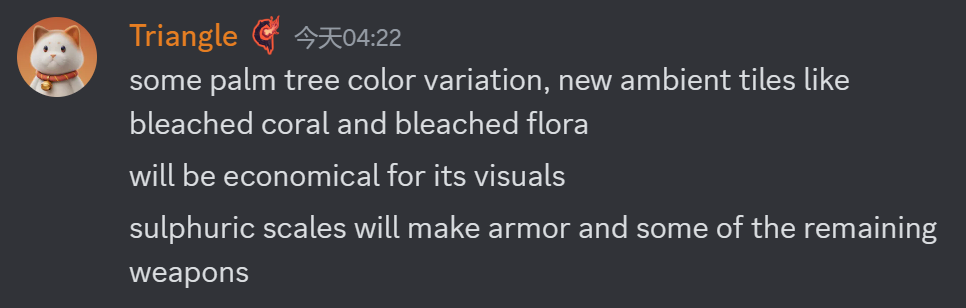 Triangle 今天04:22
some palm tree color variation, new ambient tiles like
bleached coral and bleached flora
will be economical for its visuals
sulphuric scales will make armor and some of the remaining
weapons